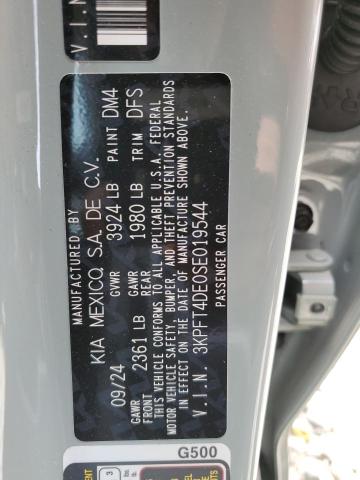 MANUFACTURED BY
KIA MEXICO, S.A. DE C.V.
09/24 GVWR 3924 LB PAINT DM4
GAWR FRONT 2361 LB GAWR REAR 1980 LB TRIM DFS
THIS VEHICLE CONFORMS TO ALL APPLICABLE U.S.A. FEDERAL
MOTOR VEHICLE SAFETY, BUMPER, AND THEFT PREVENTION STANDARDS
IN EFFECT ON THE DATE OF MANUFACTURE SHOWN ABOVE.
V.I.N. 3KPFT4DE0SE019544
PASSENGER CAR
G500
V.I.N